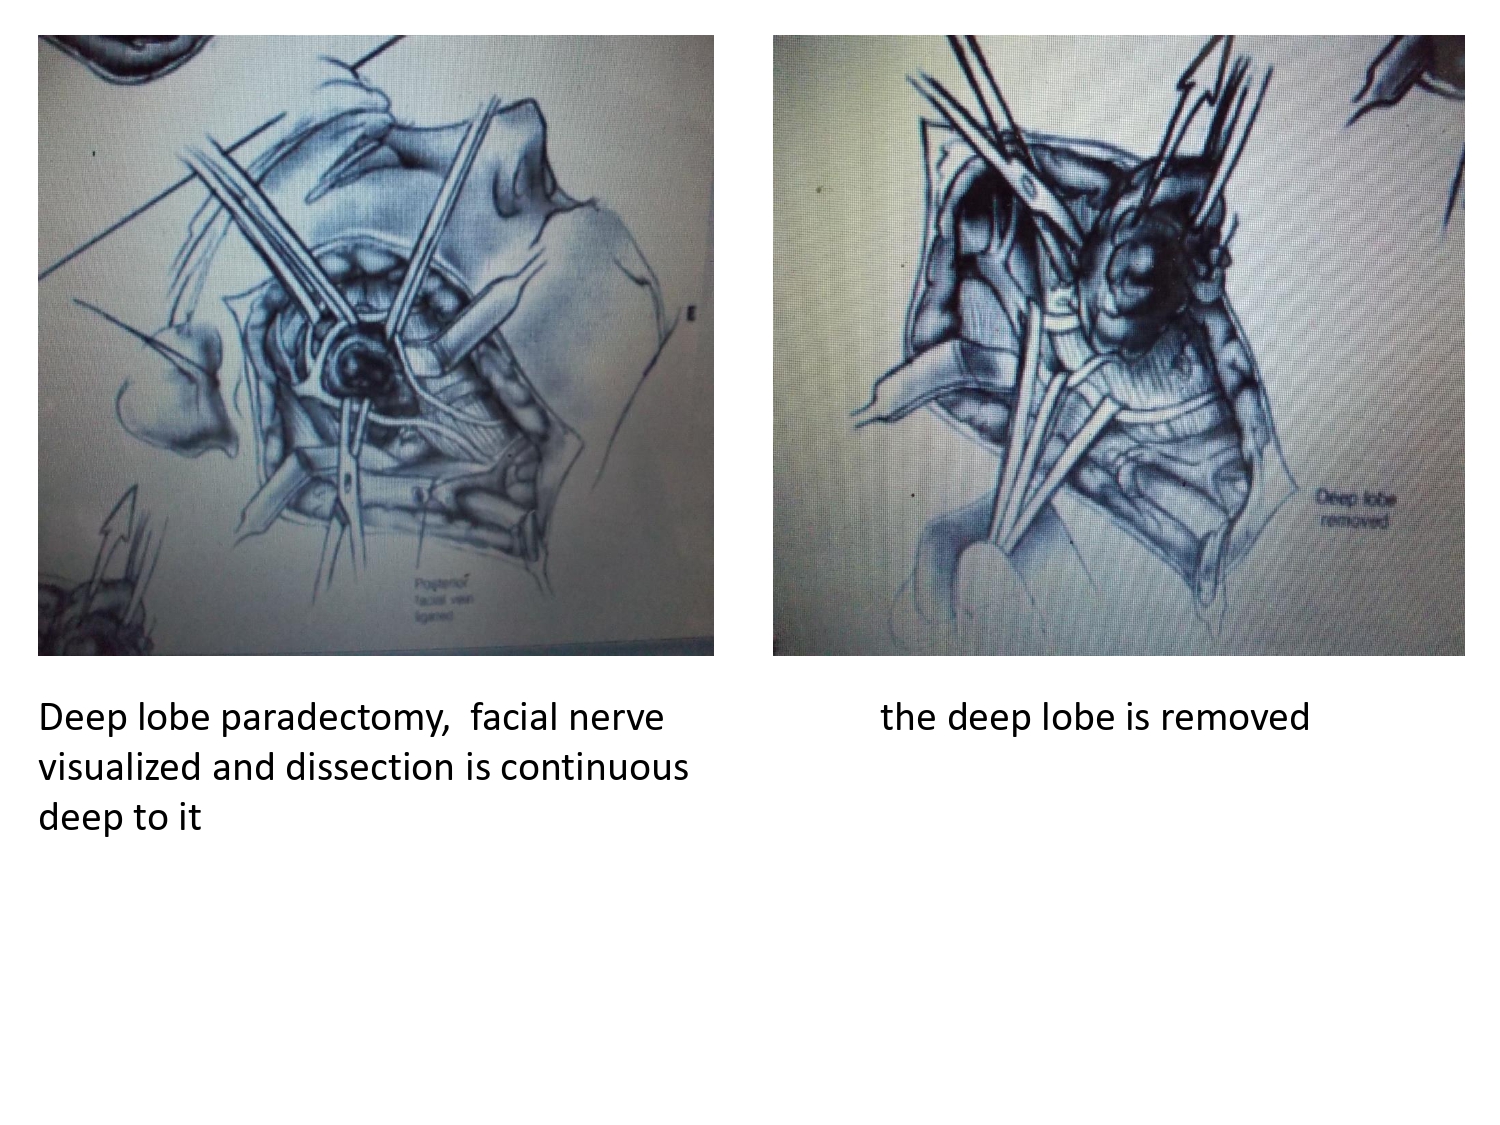 E
Posterior
facial vein
ligated
Deep lobe
removed
Deep lobe paradectomy, facial nerve
visualized and dissection is continuous
deep to it
the deep lobe is removed